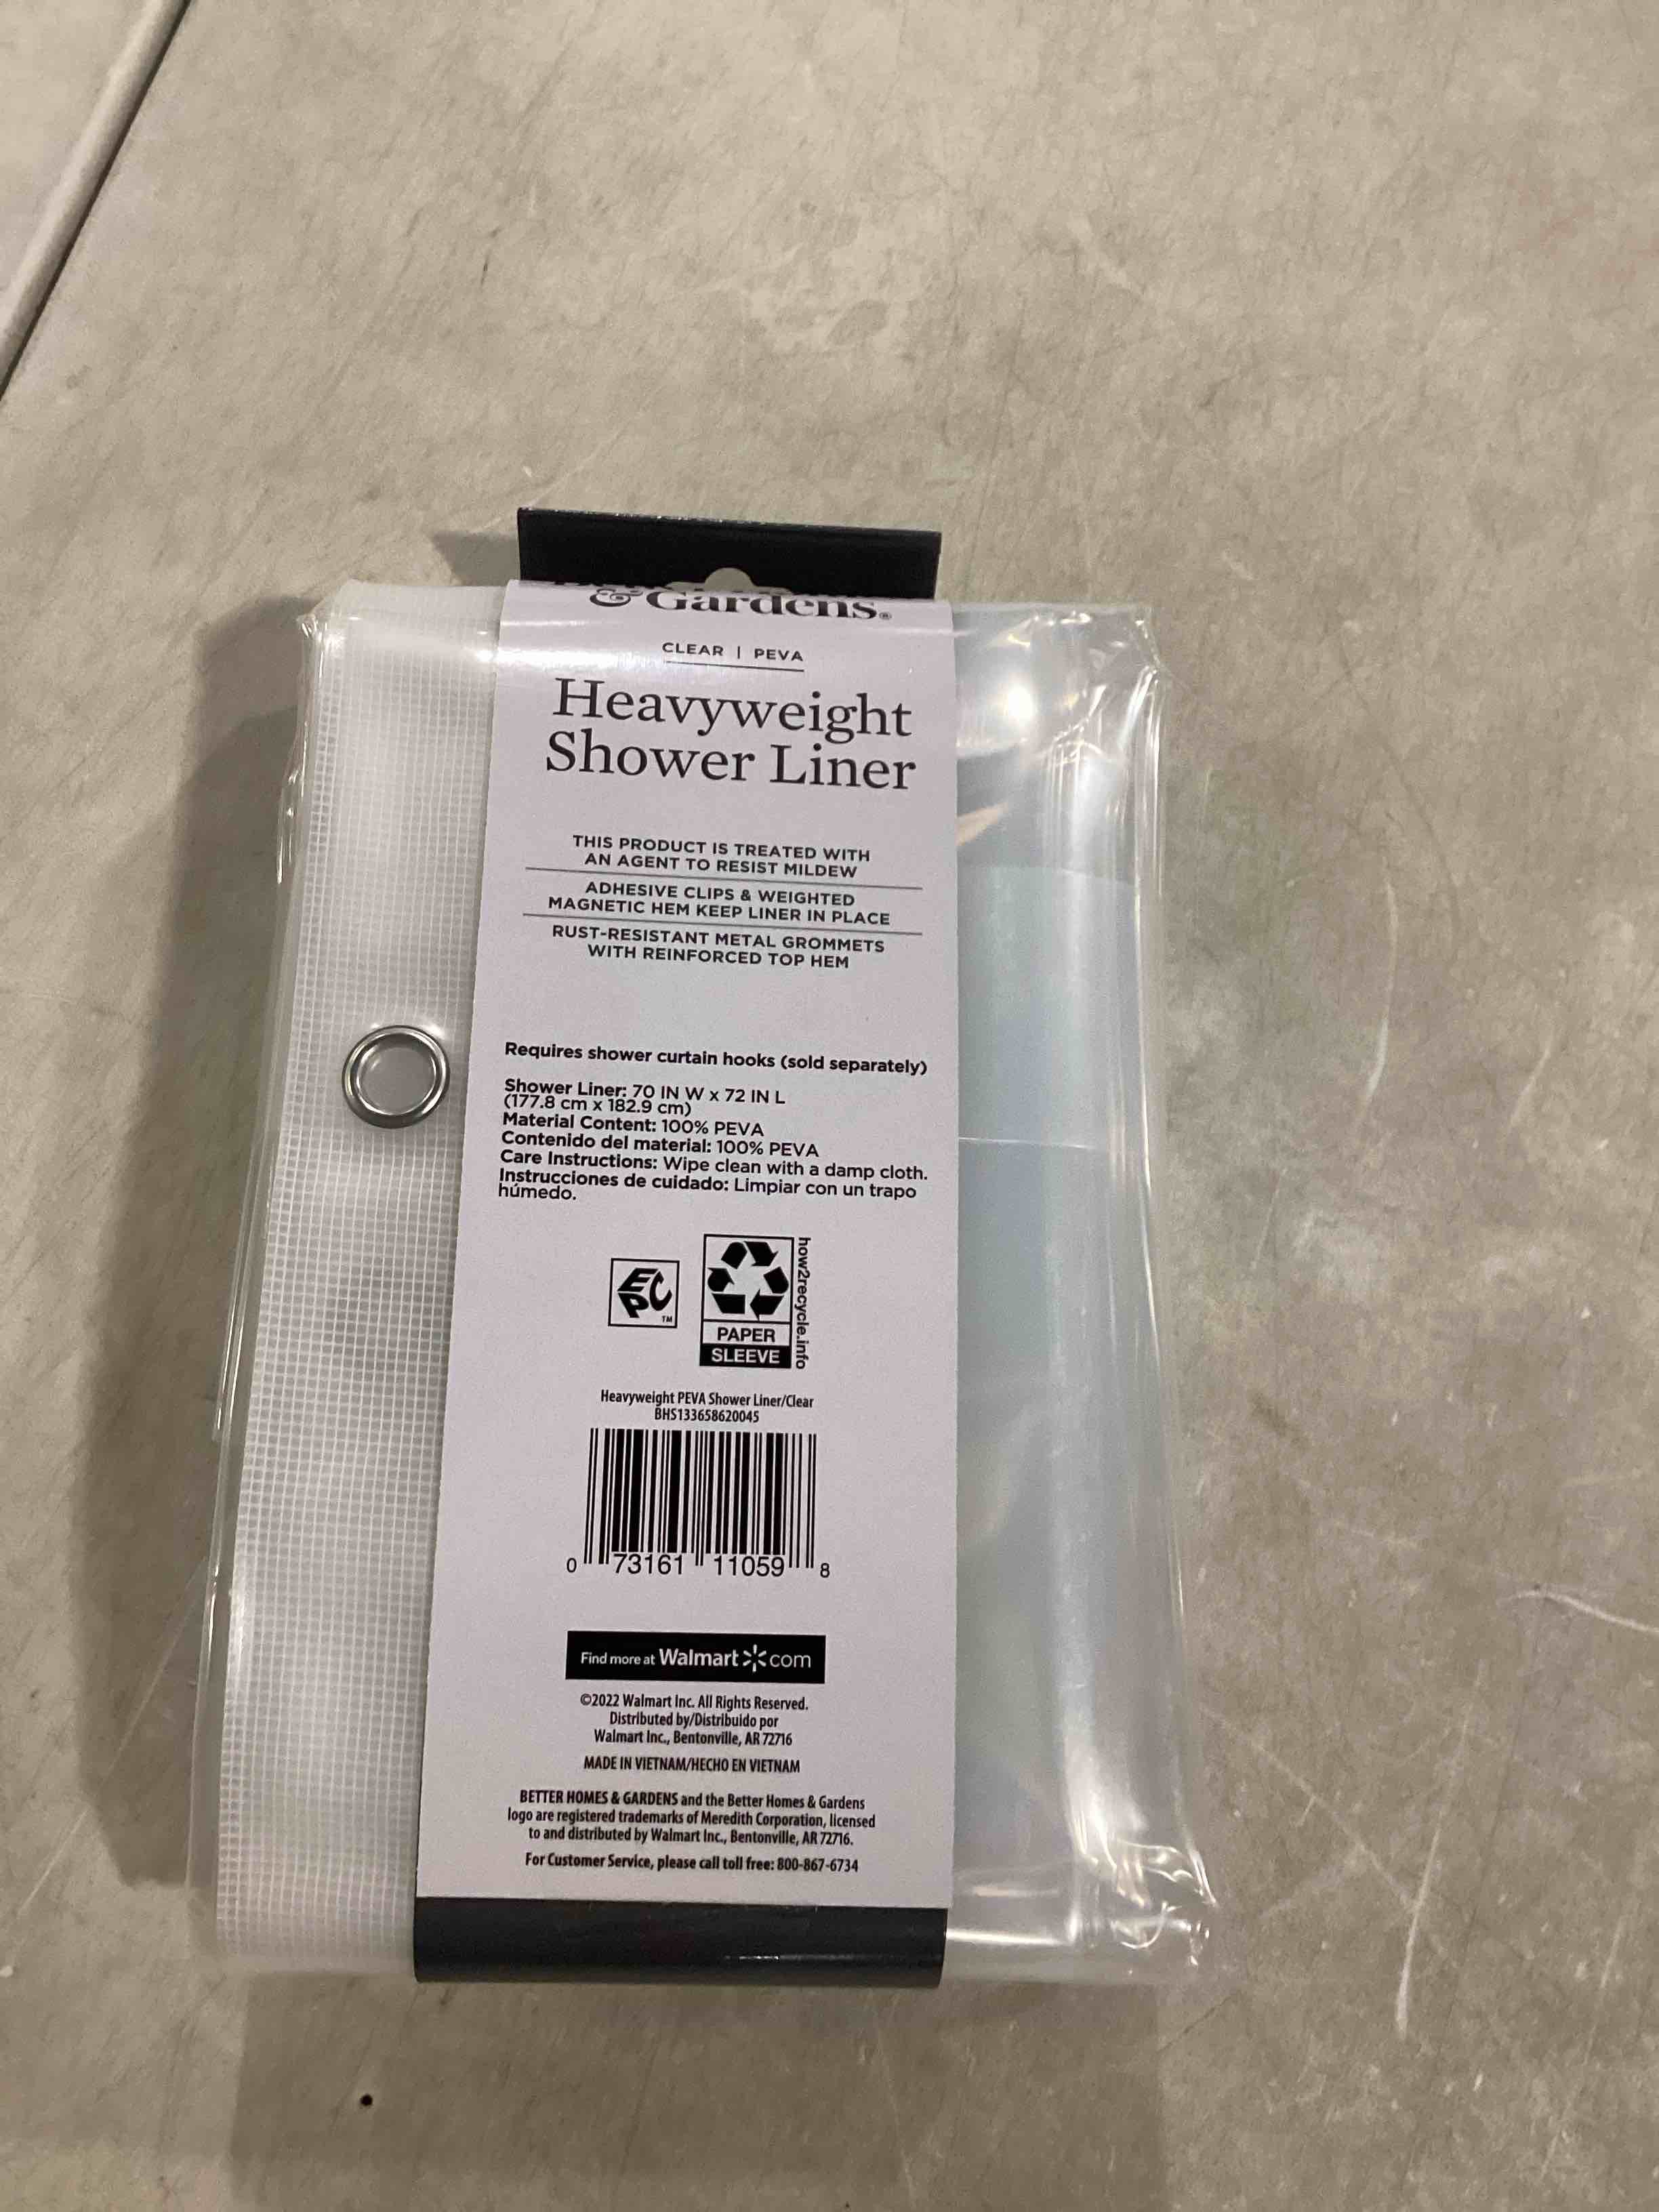 & Gardens®
CLEAR | PEVA
Heavyweight
Shower Liner
THIS PRODUCT IS TREATED WITH
AN AGENT TO RESIST MILDEW
ADHESIVE CLIPS & WEIGHTED
MAGNETIC HEM KEEP LINER IN PLACE
RUST-RESISTANT METAL GROMMETS
WITH REINFORCED TOP HEM
Requires shower curtain hooks (sold separately)
Shower Liner: 70 IN W x 72 IN L
(177.8 cm x 182.9 cm)
Material Content: 100% PEVA
Contenido del material: 100% PEVA
Care Instructions: Wipe clean with a damp cloth.
Instrucciones de cuidado: Limpiar con un trapo
húmedo.
EPC™
PAPER
SLEEVE
how2recycle.info
Heavyweight PEVA Shower Liner/Clear
BHS133658620045
0 73161 11059 8
Find more at Walmart com
©2022 Walmart Inc. All Rights Reserved.
Distributed by/Distribuido por
Walmart Inc., Bentonville, AR 72716
MADE IN VIETNAM/HECHO EN VIETNAM
BETTER HOMES & GARDENS and the Better Homes & Gardens
logo are registered trademarks of Meredith Corporation, licensed
to and distributed by Walmart Inc., Bentonville, AR 72716.
For Customer Service, please call toll free: 800-867-6734